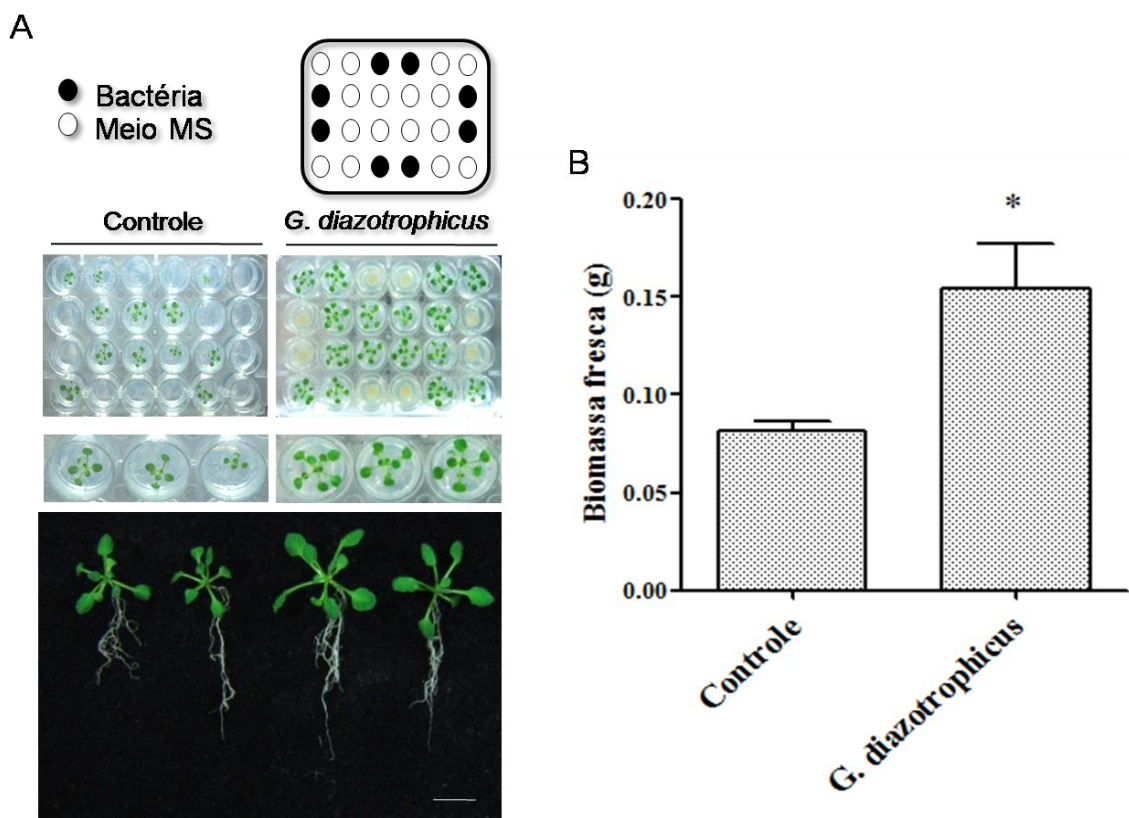 A
Bactéria
Meio MS
Controle
G. diazotrophicus
B
Biomassa fresca (g)
0.20
0.15
0.10
0.05
0.00
*
Controle
G. diazotrophicus